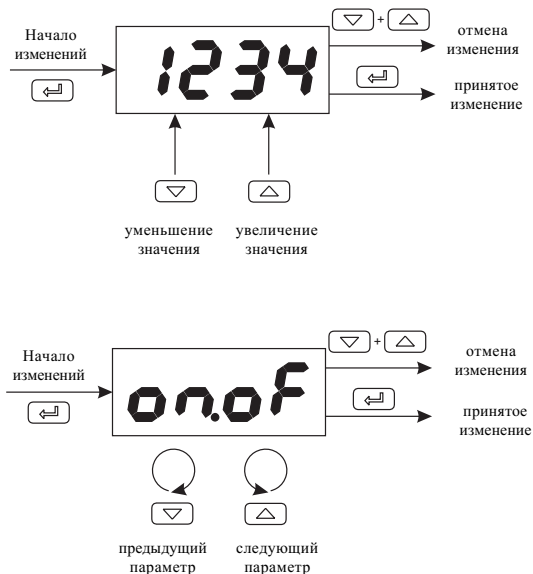 Начало
изменений
1234
+
отмена
изменения
принятое
изменение
уменьшение
значения
увеличение
значения
Начало
изменений
on.oF
+
отмена
изменения
принятое
изменение
предыдущий
параметр
следующий
параметр